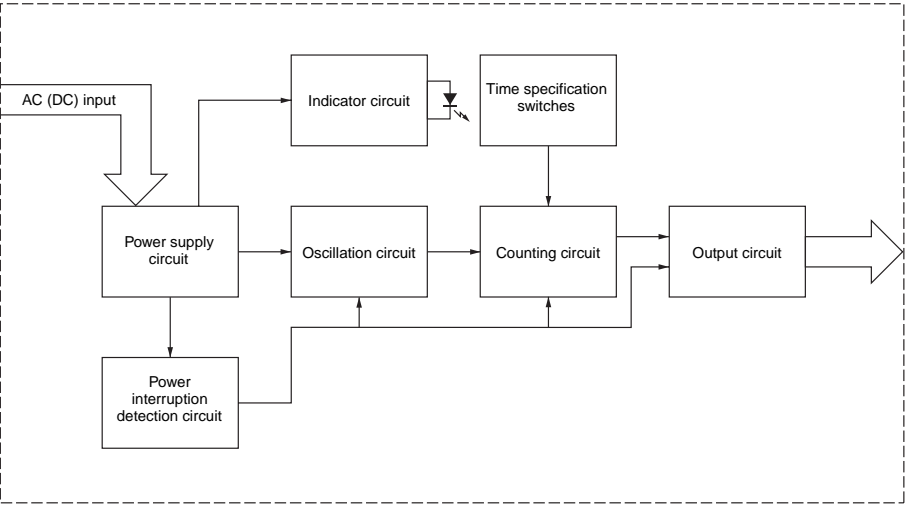 AC (DC) input
Indicator circuit
Time specification
switches
Power supply
circuit
Oscillation circuit
Counting circuit
Output circuit
Power
interruption
detection circuit